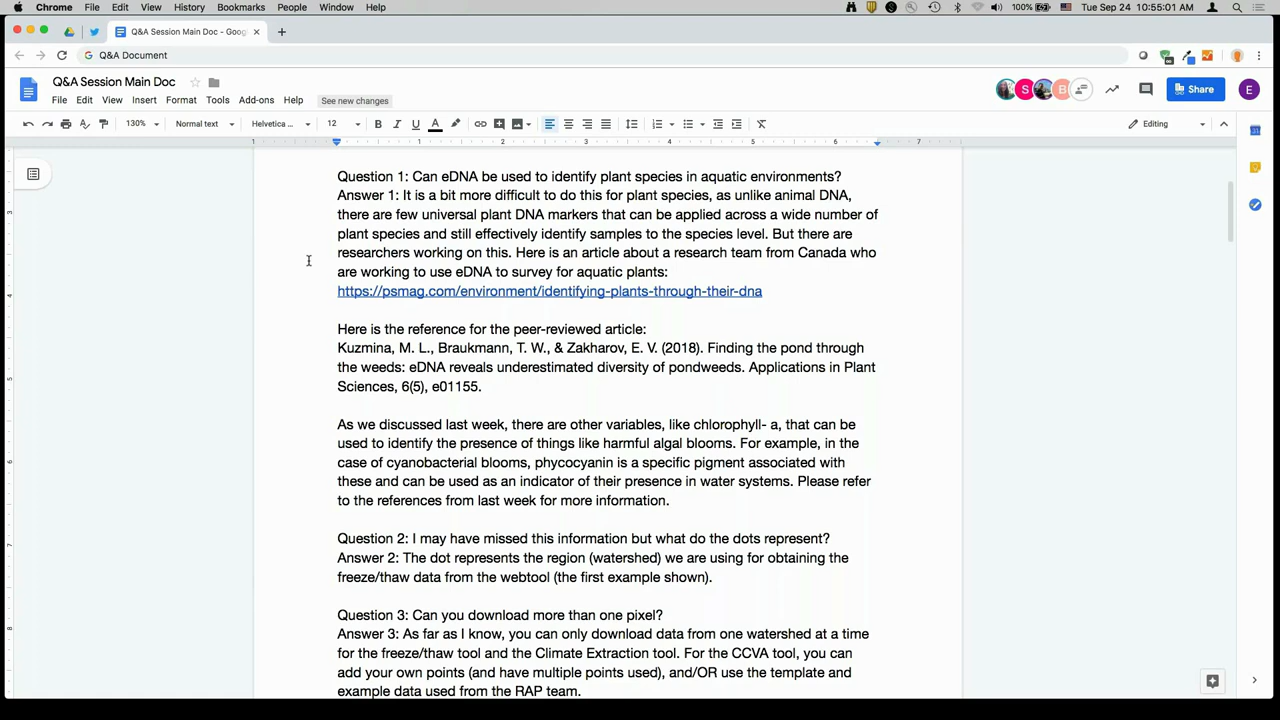 Chrome File Edit View History Bookmarks People Window Help 100% Tue Sep 24 10:55:01 AM
Q&A Session Main Doc - Goog
Q&A Document
Q&A Session Main Doc
File Edit View Insert Format Tools Add-ons Help See new changes
S B Share E
130% Normal text Helvetica ... 12 B I U A Editing
1 1 2 3 4 5 6 7
Question 1: Can eDNA be used to identify plant species in aquatic environments?
Answer 1: It is a bit more difficult to do this for plant species, as unlike animal DNA,
there are few universal plant DNA markers that can be applied across a wide number of
plant species and still effectively identify samples to the species level. But there are
researchers working on this. Here is an article about a research team from Canada who
are working to use eDNA to survey for aquatic plants:
https://psmag.com/environment/identifying-plants-through-their-dna
Here is the reference for the peer-reviewed article:
Kuzmina, M. L., Braukmann, T. W., & Zakharov, E. V. (2018). Finding the pond through
the weeds: eDNA reveals underestimated diversity of pondweeds. Applications in Plant
Sciences, 6(5), e01155.
As we discussed last week, there are other variables, like chlorophyll- a, that can be
used to identify the presence of things like harmful algal blooms. For example, in the
case of cyanobacterial blooms, phycocyanin is a specific pigment associated with
these and can be used as an indicator of their presence in water systems. Please refer
to the references from last week for more information.
Question 2: I may have missed this information but what do the dots represent?
Answer 2: The dot represents the region (watershed) we are using for obtaining the
freeze/thaw data from the webtool (the first example shown).
Question 3: Can you download more than one pixel?
Answer 3: As far as I know, you can only download data from one watershed at a time
for the freeze/thaw tool and the Climate Extraction tool. For the CCVA tool, you can
add your own points (and have multiple points used), and/OR use the template and
example data used from the RAP team.